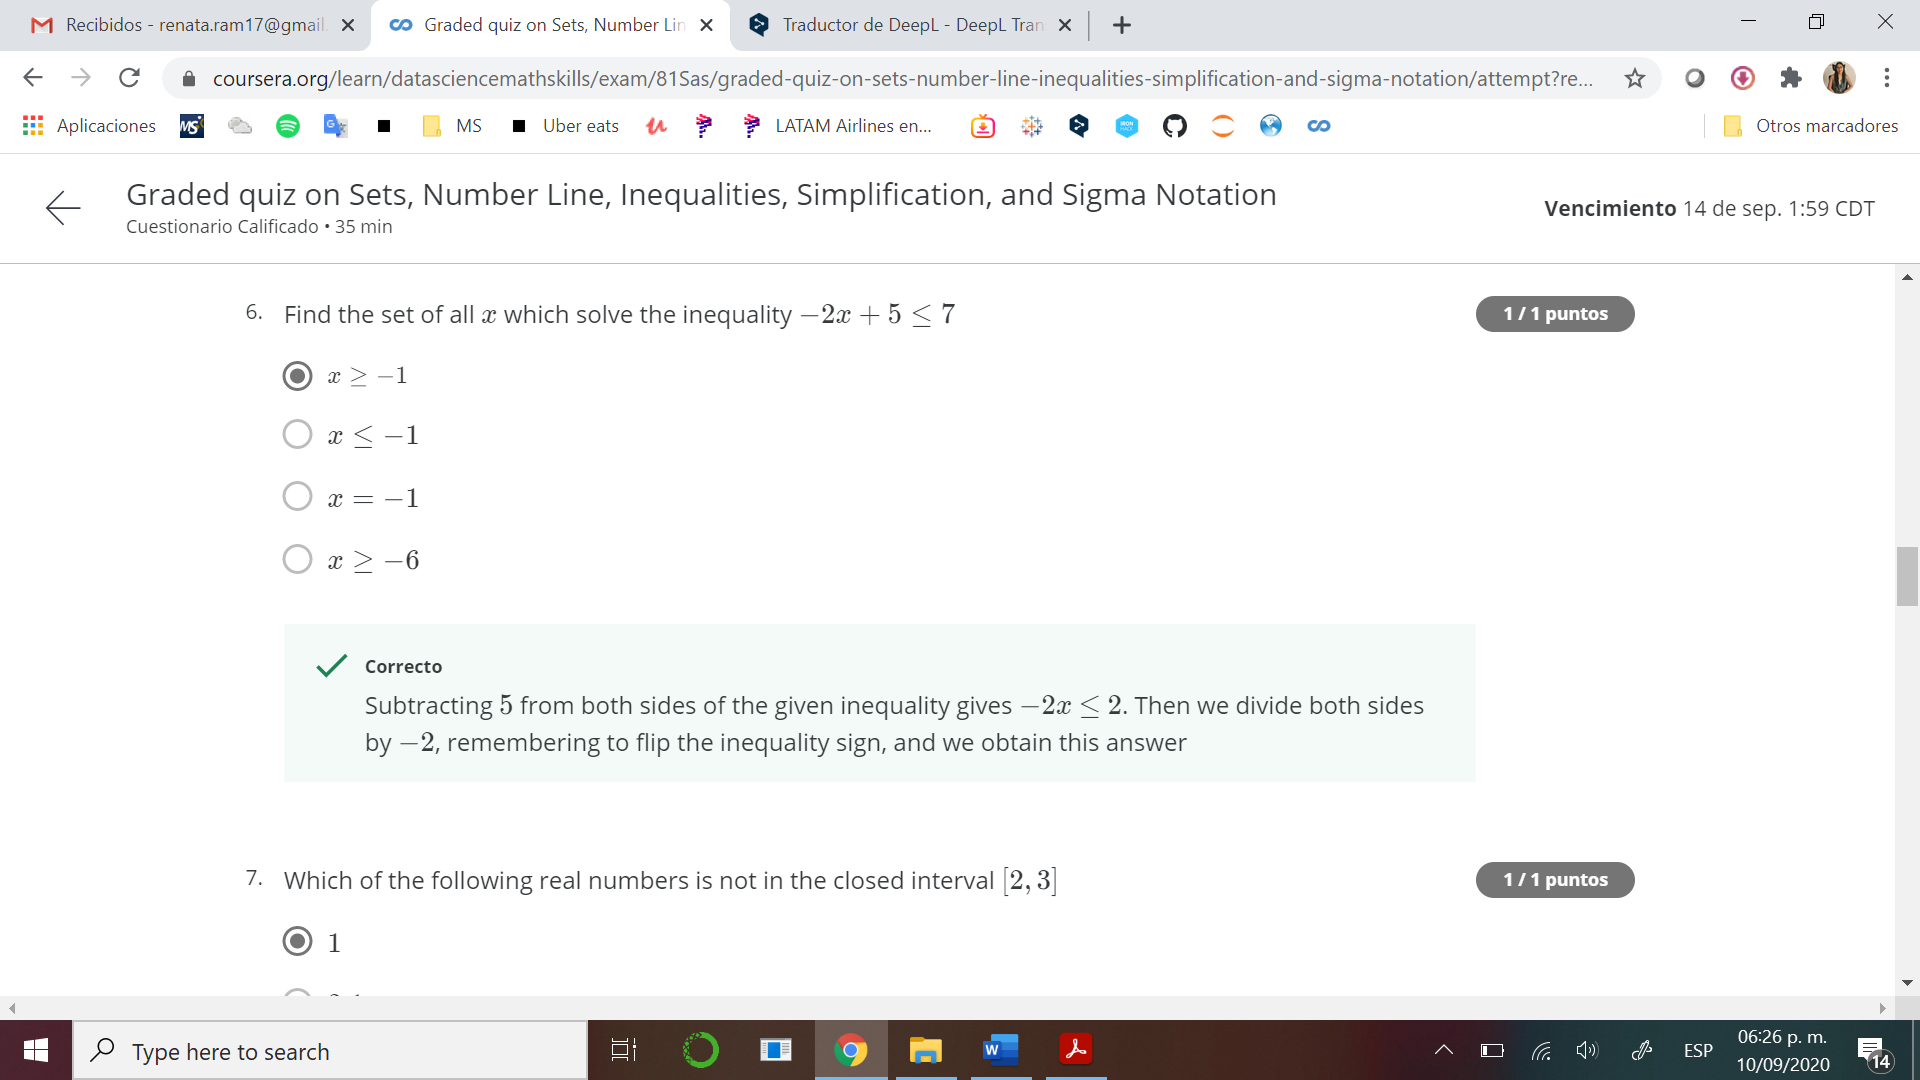 Recibidos - renata.ram17@gmail.
Graded quiz on Sets, Number Lin
Traductor de DeepL - DeepL Tran
coursera.org/learn/datasciencemathskills/exam/81Sas/graded-quiz-on-sets-number-line-inequalities-simplification-and-sigma-notation/attempt?re...
Aplicaciones
MS
Uber eats
LATAM Airlines en...
Otros marcadores
Graded quiz on Sets, Number Line, Inequalities, Simplification, and Sigma Notation
Cuestionario Calificado • 35 min
Vencimiento 14 de sep. 1:59 CDT
6. Find the set of all x which solve the inequality −2x + 5 ≤ 7
1 / 1 puntos
x ≥ −1
x ≤ −1
x = −1
x ≥ −6
Correcto
Subtracting 5 from both sides of the given inequality gives −2x ≤ 2. Then we divide both sides
by −2, remembering to flip the inequality sign, and we obtain this answer
7. Which of the following real numbers is not in the closed interval [2, 3]
1 / 1 puntos
1
Type here to search
ESP
06:26 p. m.
10/09/2020
14